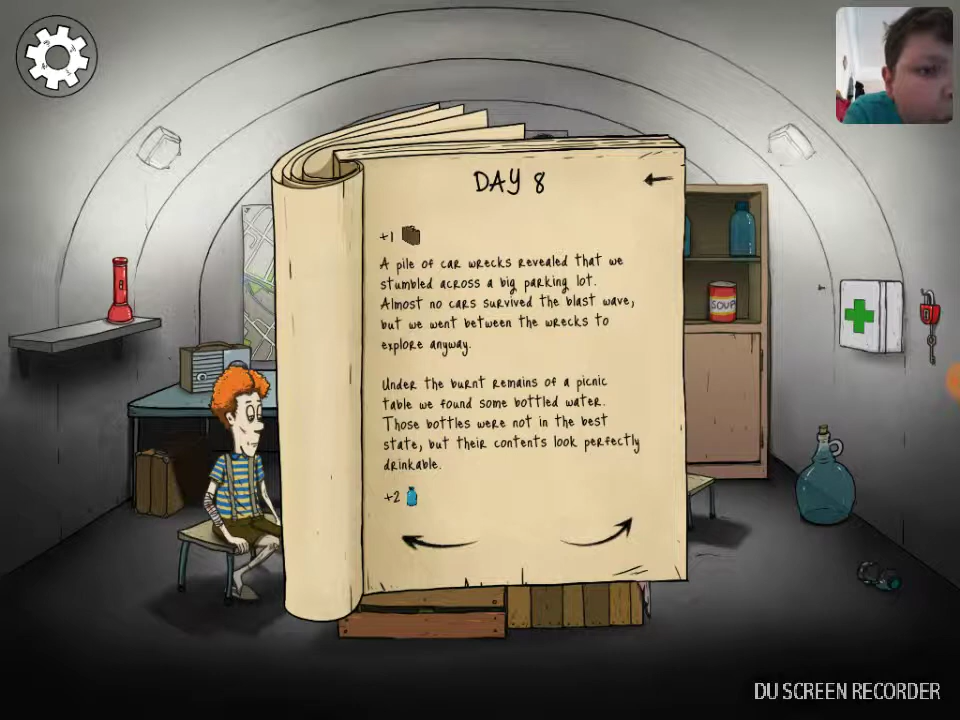 DAY 8
+1
A pile of car wrecks revealed that we
stumbled across a big parking lot.
Almost no cars survived the blast wave,
but we went between the wrecks to
explore anyway.
Under the burnt remains of a picnic
table we found some bottled water.
Those bottles were not in the best
state, but their contents look perfectly
drinkable.
+2
SOUP
DU SCREEN RECORDER